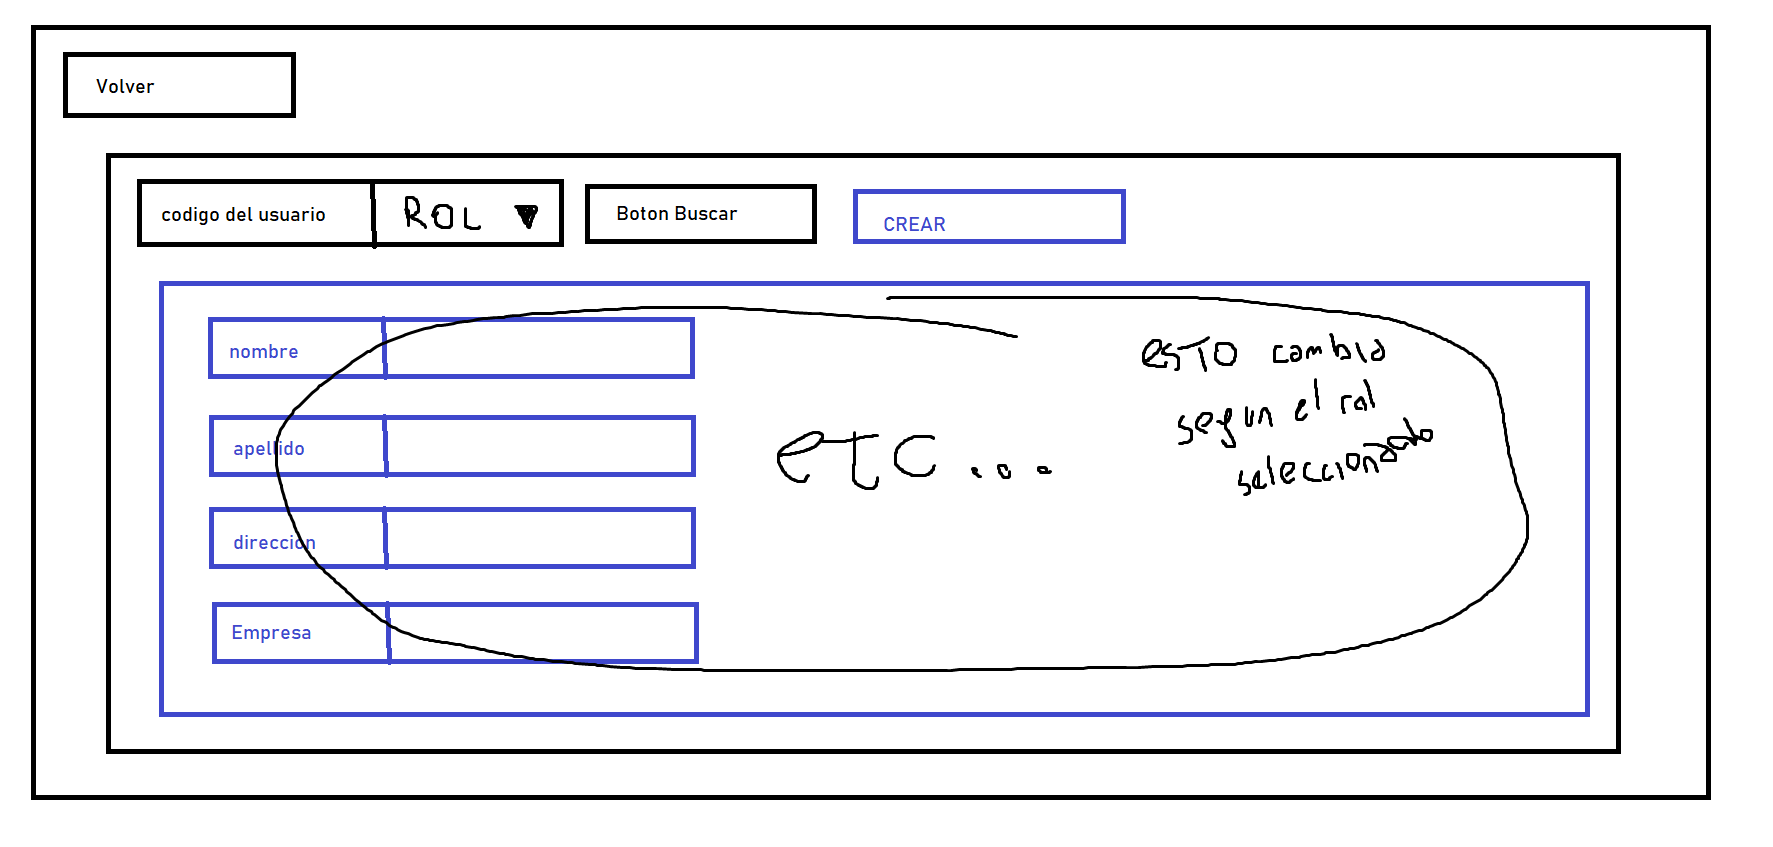 Volver
codigo del usuario
ROL
Boton Buscar
CREAR
nombre
apellido
direccion
Empresa
etc...
ESTO cambia
segun el rol
seleccionado